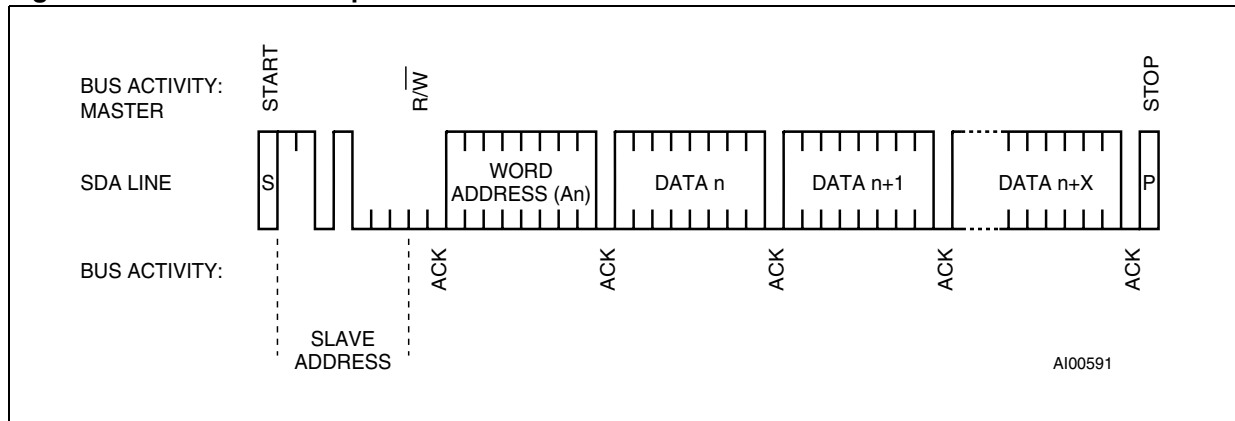 BUS ACTIVITY:
MASTER
START
R/W
STOP
SDA LINE
S
WORD
ADDRESS (An)
DATA n
DATA n+1
DATA n+X
P
BUS ACTIVITY:
ACK
ACK
ACK
ACK
ACK
SLAVE
ADDRESS
AI00591